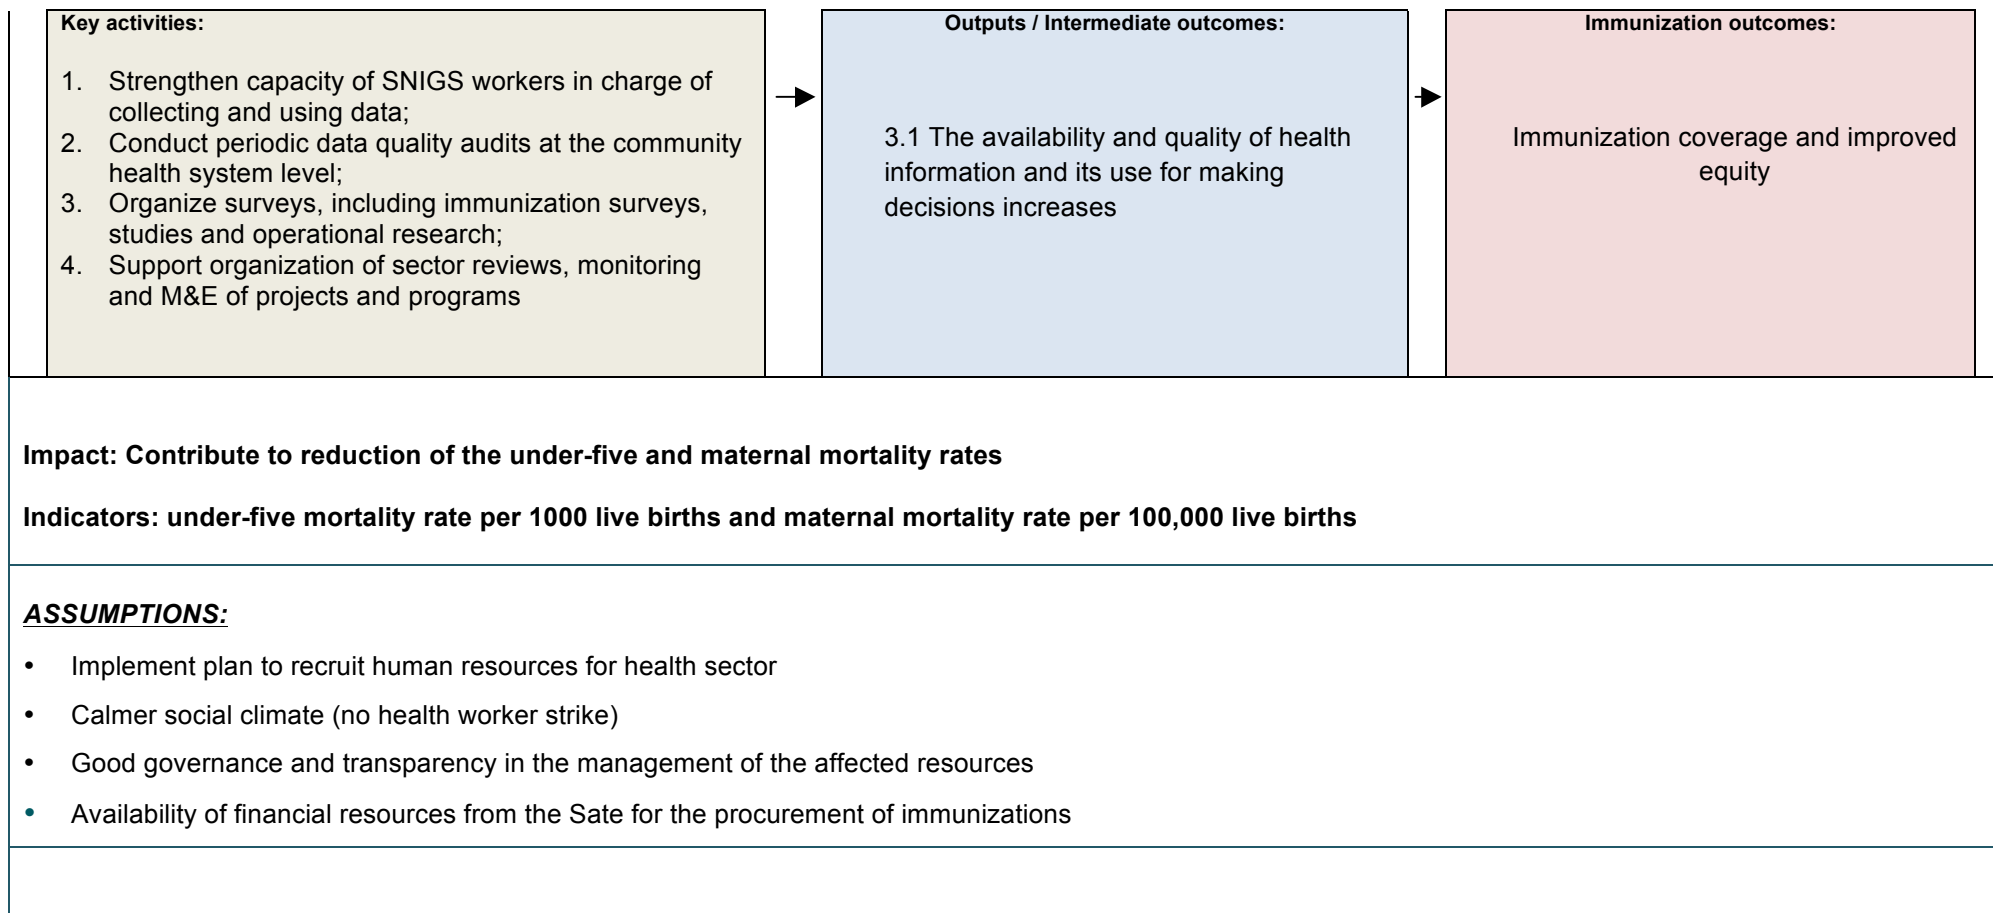 Key activities:
1. Strengthen capacity of SNIGS workers in charge of
collecting and using data;
2. Conduct periodic data quality audits at the community
health system level;
3. Organize surveys, including immunization surveys,
studies and operational research;
4. Support organization of sector reviews, monitoring
and M&E of projects and programs
Outputs / Intermediate outcomes:
3.1 The availability and quality of health
information and its use for making
decisions increases
Immunization outcomes:
Immunization coverage and improved
equity
Impact: Contribute to reduction of the under-five and maternal mortality rates
Indicators: under-five mortality rate per 1000 live births and maternal mortality rate per 100,000 live births
ASSUMPTIONS:
• Implement plan to recruit human resources for health sector
• Calmer social climate (no health worker strike)
• Good governance and transparency in the management of the affected resources
• Availability of financial resources from the Sate for the procurement of immunizations